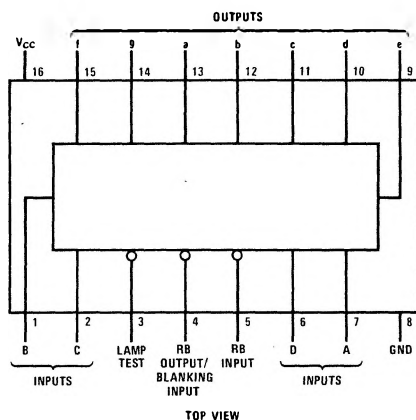 OUTPUTS
VCC f g a b c d e
16 15 14 13 12 11 10 9
1 2 3 4 5 6 7 8
B C LAMP TEST RB OUTPUT/ BLANKING INPUT RB INPUT D A GND
INPUTS INPUTS
TOP VIEW